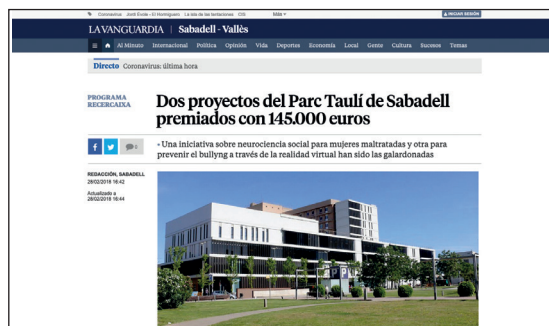 Coronavirus Jordi Évole - El Hormiguero La isla de las tentaciones CIS Más
INICIAR SESIÓN
LA VANGUARDIA | Sabadell - Vallès
Al Minuto Internacional Política Opinión Vida Deportes Economía Local Gente Cultura Sucesos Temas
Directo Coronavirus: última hora
PROGRAMA
RECERCAIXA
Dos proyectos del Parc Taulí de Sabadell
premiados con 145.000 euros
- Una iniciativa sobre neurociencia social para mujeres maltratadas y otra para
prevenir el bullyng a través de la realidad virtual han sido las galardonadas
REDACCIÓN, SABADELL
28/02/2018 16:42
Actualizado a
28/02/2018 16:44
P P